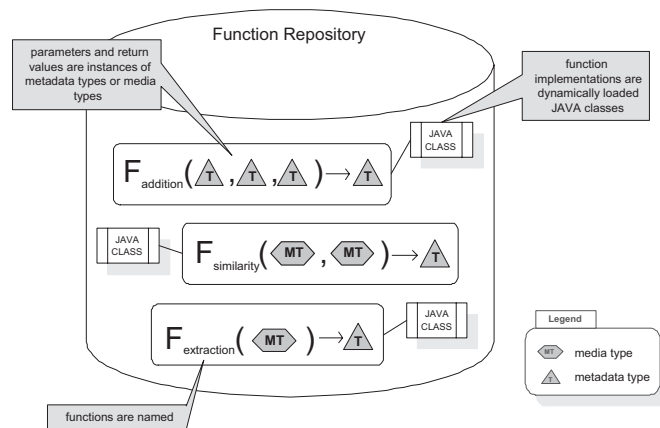 Function Repository
parameters and return
values are instances of
metadata types or media
types
function
implementations are
dynamically loaded
JAVA classes
JAVA
CLASS
F addition ( T , T , T ) → T
JAVA
CLASS
F similarity ( MT , MT ) → T
JAVA
CLASS
F extraction ( MT ) → T
Legend
MT media type
T metadata type
functions are named